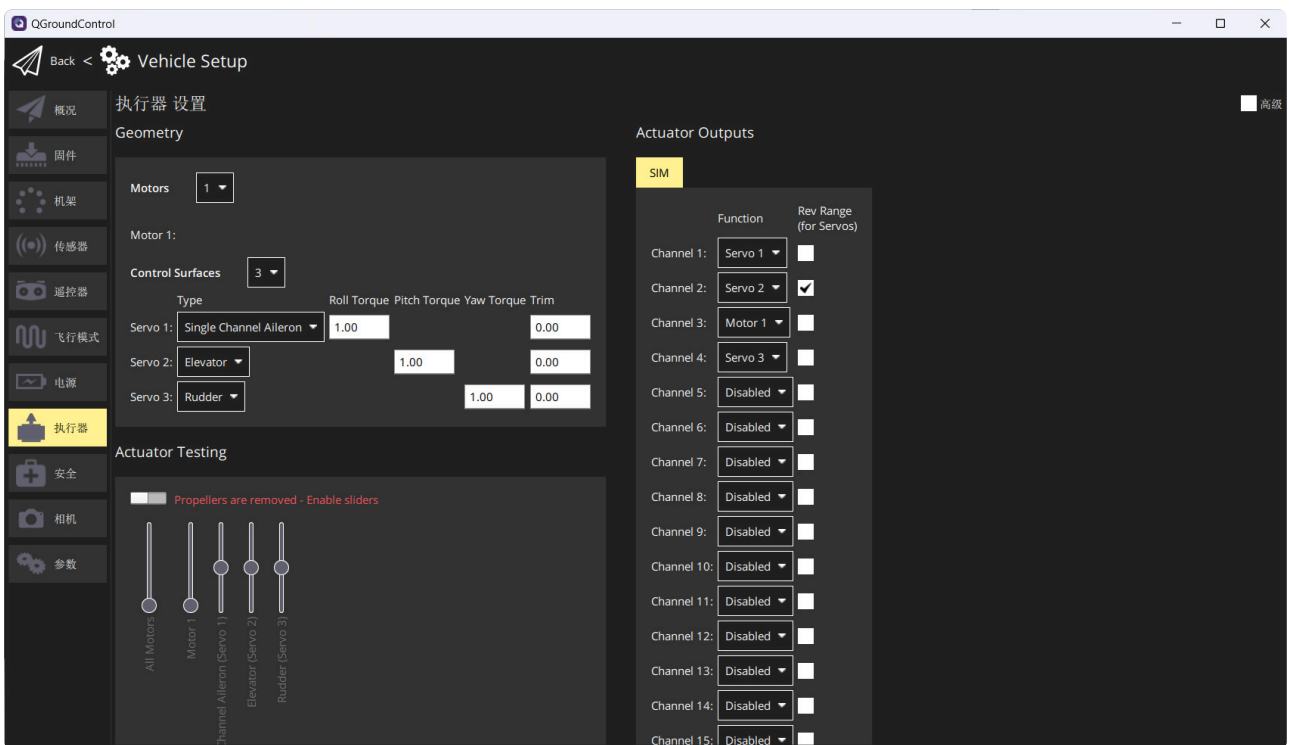 QGroundControl
Back < Vehicle Setup
概况
固件
机架
传感器
遥控器
飞行模式
电源
执行器
安全
相机
参数
执行器 设置
高级
Geometry
Motors 1
Motor 1:
Control Surfaces 3
Type Roll Torque Pitch Torque Yaw Torque Trim
Servo 1: Single Channel Aileron 1.00 0.00
Servo 2: Elevator 1.00 0.00
Servo 3: Rudder 1.00 0.00
Actuator Testing
Propellers are removed - Enable sliders
All Motors
Motor 1
Channel Aileron (Servo 1)
Elevator (Servo 2)
Rudder (Servo 3)
Actuator Outputs
SIM
Function Rev Range
(for Servos)
Channel 1: Servo 1
Channel 2: Servo 2
Channel 3: Motor 1
Channel 4: Servo 3
Channel 5: Disabled
Channel 6: Disabled
Channel 7: Disabled
Channel 8: Disabled
Channel 9: Disabled
Channel 10: Disabled
Channel 11: Disabled
Channel 12: Disabled
Channel 13: Disabled
Channel 14: Disabled
Channel 15: Disabled